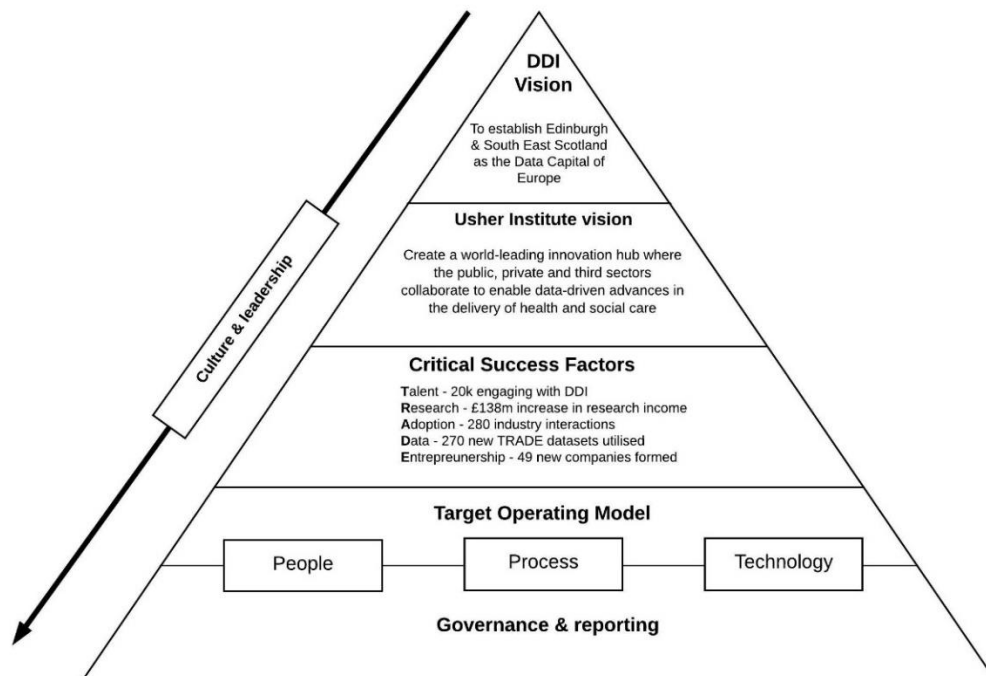 DDI
Vision
To establish Edinburgh
& South East Scotland
as the Data Capital of
Europe
Usher Institute vision
Create a world-leading innovation hub where
the public, private and third sectors
collaborate to enable data-driven advances in
the delivery of health and social care
Culture & leadership
Critical Success Factors
Talent - 20k engaging with DDI
Research - £138m increase in research income
Adoption - 280 industry interactions
Data - 270 new TRADE datasets utilised
Entrepreunership - 49 new companies formed
Target Operating Model
People
Process
Technology
Governance & reporting